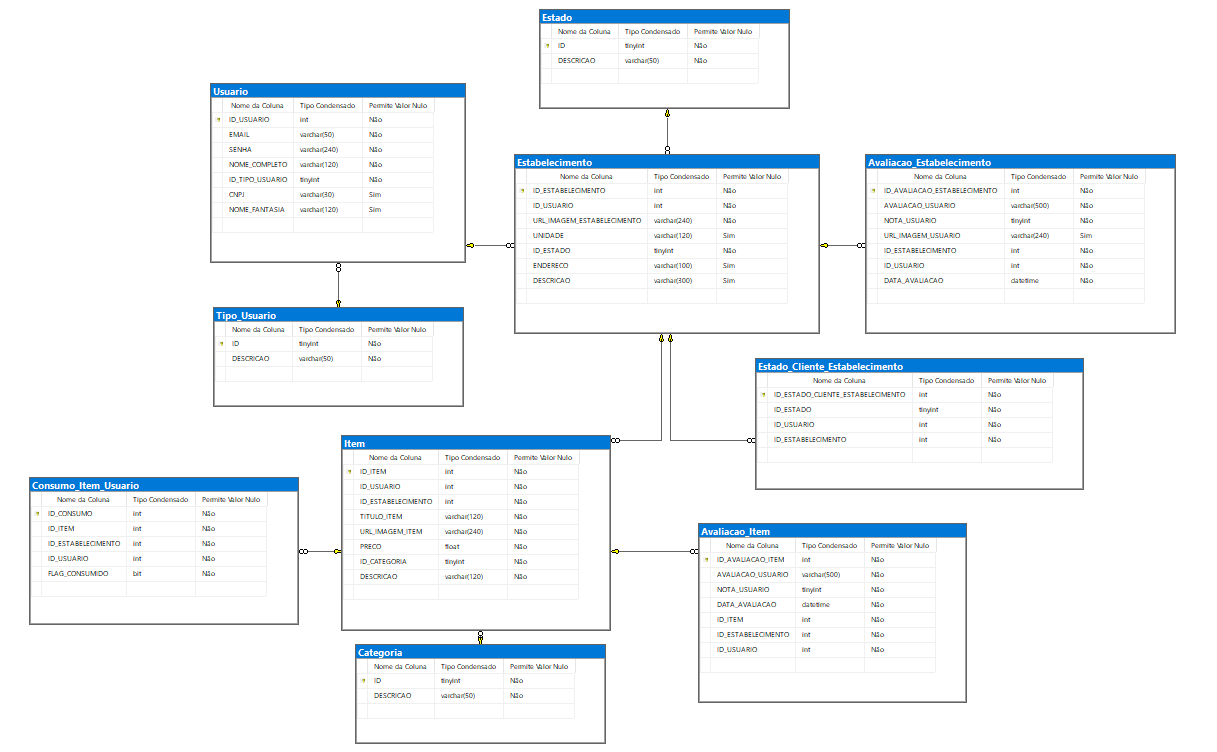 Estado
Nome da Coluna Tipo Condensado Permite Valor Nulo
ID tinyint Não
DESCRICAO varchar(50) Não
Usuario
Nome da Coluna Tipo Condensado Permite Valor Nulo
ID_USUARIO int Não
EMAIL varchar(50) Não
SENHA varchar(240) Não
NOME_COMPLETO varchar(120) Não
ID_TIPO_USUARIO tinyint Não
CNPJ varchar(30) Sim
NOME_FANTASIA varchar(120) Sim
Estabelecimento
Nome da Coluna Tipo Condensado Permite Valor Nulo
ID_ESTABELECIMENTO int Não
ID_USUARIO int Não
URL_IMAGEM_ESTABELECIMENTO varchar(240) Não
UNIDADE varchar(120) Sim
ID_ESTADO tinyint Não
ENDERECO varchar(100) Sim
DESCRICAO varchar(300) Sim
Avaliacao_Estabelecimento
Nome da Coluna Tipo Condensado Permite Valor Nulo
ID_AVALIACAO_ESTABELECIMENTO int Não
AVALIACAO_USUARIO varchar(500) Não
NOTA_USUARIO tinyint Não
URL_IMAGEM_USUARIO varchar(240) Sim
ID_ESTABELECIMENTO int Não
ID_USUARIO int Não
DATA_AVALIACAO datetime Não
Tipo_Usuario
Nome da Coluna Tipo Condensado Permite Valor Nulo
ID tinyint Não
DESCRICAO varchar(50) Não
Estado_Cliente_Estabelecimento
Nome da Coluna Tipo Condensado Permite Valor Nulo
ID_ESTADO_CLIENTE_ESTABELECIMENTO int Não
ID_ESTADO tinyint Não
ID_USUARIO int Não
ID_ESTABELECIMENTO int Não
Item
Nome da Coluna Tipo Condensado Permite Valor Nulo
ID_ITEM int Não
ID_USUARIO int Não
ID_ESTABELECIMENTO int Não
TITULO_ITEM varchar(120) Não
URL_IMAGEM_ITEM varchar(240) Não
PRECO float Não
ID_CATEGORIA tinyint Não
DESCRICAO varchar(120) Não
Consumo_Item_Usuario
Nome da Coluna Tipo Condensado Permite Valor Nulo
ID_CONSUMO int Não
ID_ITEM int Não
ID_ESTABELECIMENTO int Não
ID_USUARIO int Não
FLAG_CONSUMIDO bit Não
Avaliacao_Item
Nome da Coluna Tipo Condensado Permite Valor Nulo
ID_AVALIACAO_ITEM int Não
AVALIACAO_USUARIO varchar(500) Não
NOTA_USUARIO tinyint Não
DATA_AVALIACAO datetime Não
ID_ITEM int Não
ID_ESTABELECIMENTO int Não
ID_USUARIO int Não
Categoria
Nome da Coluna Tipo Condensado Permite Valor Nulo
ID tinyint Não
DESCRICAO varchar(50) Não